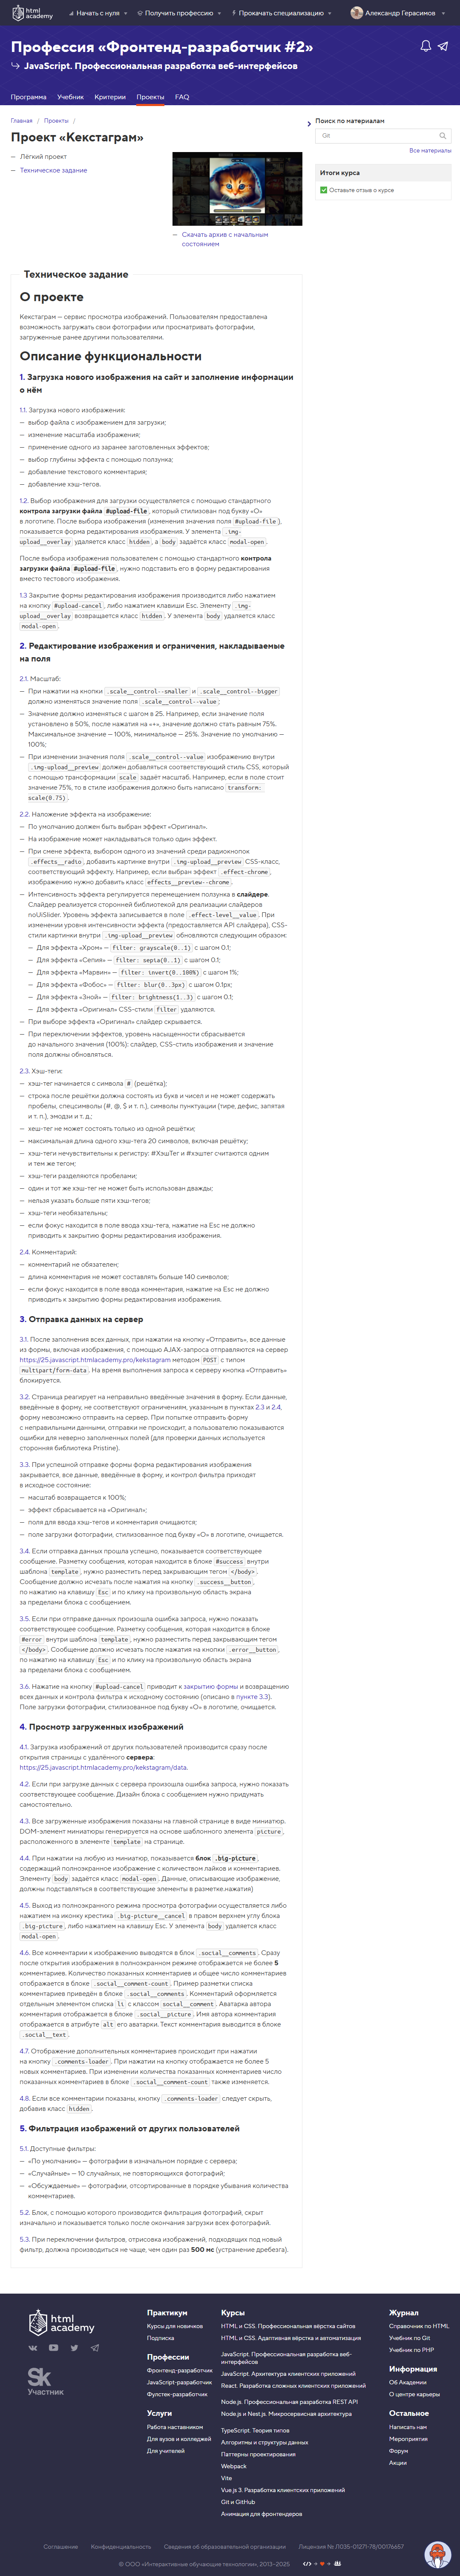 html academy
Начать с нуля
Получить профессию
Прокачать специализацию
Александр Герасимов
Профессия «Фронтенд-разработчик #2»
JavaScript. Профессиональная разработка веб-интерфейсов
Программа Учебник Критерии Проекты FAQ
Главная / Проекты /
Проект «Кекстаграм»
— Лёгкий проект
— Техническое задание
— Скачать архив с начальным
состоянием
Поиск по материалам
Git
Все материалы
Итоги курса
Оставьте отзыв о курсе
Техническое задание
О проекте
Кекстаграм — сервис просмотра изображений. Пользователям предоставлена
возможность загружать свои фотографии или просматривать фотографии,
загруженные ранее другими пользователями.
Описание функциональности
1. Загрузка нового изображения на сайт и заполнение информации
о нём
1.1. Загрузка нового изображения:
— выбор файла с изображением для загрузки;
— изменение масштаба изображения;
— применение одного из заранее заготовленных эффектов;
— выбор глубины эффекта с помощью ползунка;
— добавление текстового комментария;
— добавление хэш-тегов.
1.2. Выбор изображения для загрузки осуществляется с помощью стандартного
контрола загрузки файла #upload-file, который стилизован под букву «О»
в логотипе. После выбора изображения (изменения значения поля #upload-file),
показывается форма редактирования изображения. У элемента .img-
upload__overlay удаляется класс hidden, а body задаётся класс modal-open.
После выбора изображения пользователем с помощью стандартного контрола
загрузки файла #upload-file, нужно подставить его в форму редактирования
вместо тестового изображения.
1.3 Закрытие формы редактирования изображения производится либо нажатием
на кнопку #upload-cancel, либо нажатием клавиши Esc. Элементу .img-
upload__overlay возвращается класс hidden. У элемента body удаляется класс
modal-open.
2. Редактирование изображения и ограничения, накладываемые
на поля
2.1. Масштаб:
— При нажатии на кнопки .scale__control--smaller и .scale__control--bigger
должно изменяться значение поля .scale__control--value;
— Значение должно изменяться с шагом в 25. Например, если значение поля
установлено в 50%, после нажатия на «+», значение должно стать равным 75%.
Максимальное значение — 100%, минимальное — 25%. Значение по умолчанию —
100%;
— При изменении значения поля .scale__control--value изображению внутри
.img-upload__preview должен добавляться соответствующий стиль CSS, который
с помощью трансформации scale задаёт масштаб. Например, если в поле стоит
значение 75%, то в стиле изображения должно быть написано transform:
scale(0.75).
2.2. Наложение эффекта на изображение:
— По умолчанию должен быть выбран эффект «Оригинал».
— На изображение может накладываться только один эффект.
— При смене эффекта, выбором одного из значений среди радиокнопок
.effects__radio, добавить картинке внутри .img-upload__preview CSS-класс,
соответствующий эффекту. Например, если выбран эффект .effect-chrome,
изображению нужно добавить класс effects__preview--chrome.
— Интенсивность эффекта регулируется перемещением ползунка в слайдере.
Слайдер реализуется сторонней библиотекой для реализации слайдеров
noUiSlider. Уровень эффекта записывается в поле .effect-level__value. При
изменении уровня интенсивности эффекта (предоставляется API слайдера), CSS-
стили картинки внутри .img-upload__preview обновляются следующим образом:
— Для эффекта «Хром» — filter: grayscale(0..1) с шагом 0.1;
— Для эффекта «Сепия» — filter: sepia(0..1) с шагом 0.1;
— Для эффекта «Марвин» — filter: invert(0..100%) с шагом 1%;
— Для эффекта «Фобос» — filter: blur(0..3px) с шагом 0.1px;
— Для эффекта «Зной» — filter: brightness(1..3) с шагом 0.1;
— Для эффекта «Оригинал» CSS-стили filter удаляются.
— При выборе эффекта «Оригинал» слайдер скрывается.
— При переключении эффектов, уровень насыщенности сбрасывается
до начального значения (100%): слайдер, CSS-стиль изображения и значение
поля должны обновляться.
2.3. Хэш-теги:
— хэш-тег начинается с символа # (решётка);
— строка после решётки должна состоять из букв и чисел и не может содержать
пробелы, спецсимволы (#, @, $ и т. п.), символы пунктуации (тире, дефис, запятая
и т. п.), эмодзи и т. д.;
— хеш-тег не может состоять только из одной решётки;
— максимальная длина одного хэш-тега 20 символов, включая решётку;
— хэш-теги нечувствительны к регистру: #ХэшТег и #хэштег считаются одним
и тем же тегом;
— хэш-теги разделяются пробелами;
— один и тот же хэш-тег не может быть использован дважды;
— нельзя указать больше пяти хэш-тегов;
— хэш-теги необязательны;
— если фокус находится в поле ввода хэш-тега, нажатие на Esc не должно
приводить к закрытию формы редактирования изображения.
2.4. Комментарий:
— комментарий не обязателен;
— длина комментария не может составлять больше 140 символов;
— если фокус находится в поле ввода комментария, нажатие на Esc не должно
приводить к закрытию формы редактирования изображения.
3. Отправка данных на сервер
3.1. После заполнения всех данных, при нажатии на кнопку «Отправить», все данные
из формы, включая изображения, с помощью AJAX-запроса отправляются на сервер
https://25.javascript.htmlacademy.pro/kekstagram методом POST с типом
multipart/form-data. На время выполнения запроса к серверу кнопка «Отправить»
блокируется.
3.2. Страница реагирует на неправильно введённые значения в форму. Если данные,
введённые в форму, не соответствуют ограничениям, указанным в пунктах 2.3 и 2.4,
форму невозможно отправить на сервер. При попытке отправить форму
с неправильными данными, отправки не происходит, а пользователю показываются
ошибки для неверно заполненных полей (для проверки данных используется
сторонняя библиотека Pristine).
3.3. При успешной отправке формы форма редактирования изображения
закрывается, все данные, введённые в форму, и контрол фильтра приходят
в исходное состояние:
— масштаб возвращается к 100%;
— эффект сбрасывается на «Оригинал»;
— поля для ввода хэш-тегов и комментария очищаются;
— поле загрузки фотографии, стилизованное под букву «О» в логотипе, очищается.
3.4. Если отправка данных прошла успешно, показывается соответствующее
сообщение. Разметку сообщения, которая находится в блоке #success внутри
шаблона template, нужно разместить перед закрывающим тегом </body>.
Сообщение должно исчезать после нажатия на кнопку .success__button,
по нажатию на клавишу Esc и по клику на произвольную область экрана
за пределами блока с сообщением.
3.5. Если при отправке данных произошла ошибка запроса, нужно показать
соответствующее сообщение. Разметку сообщения, которая находится в блоке
#error внутри шаблона template, нужно разместить перед закрывающим тегом
</body>. Сообщение должно исчезать после нажатия на кнопки .error__button,
по нажатию на клавишу Esc и по клику на произвольную область экрана
за пределами блока с сообщением.
3.6. Нажатие на кнопку #upload-cancel приводит к закрытию формы и возвращению
всех данных и контрола фильтра к исходному состоянию (описано в пункте 3.3).
Поле загрузки фотографии, стилизованное под букву «О» в логотипе, очищается.
4. Просмотр загруженных изображений
4.1. Загрузка изображений от других пользователей производится сразу после
открытия страницы с удалённого сервера:
https://25.javascript.htmlacademy.pro/kekstagram/data.
4.2. Если при загрузке данных с сервера произошла ошибка запроса, нужно показать
соответствующее сообщение. Дизайн блока с сообщением нужно придумать
самостоятельно.
4.3. Все загруженные изображения показаны на главной странице в виде миниатюр.
DOM-элемент миниатюры генерируется на основе шаблонного элемента picture,
расположенного в элементе template на странице.
4.4. При нажатии на любую из миниатюр, показывается блок .big-picture,
содержащий полноэкранное изображение с количеством лайков и комментариев.
Элементу body задаётся класс modal-open. Данные, описывающие изображение,
должны подставляться в соответствующие элементы в разметке.нажатия)
4.5. Выход из полноэкранного режима просмотра фотографии осуществляется либо
нажатием на иконку крестика .big-picture__cancel в правом верхнем углу блока
.big-picture, либо нажатием на клавишу Esc. У элемента body удаляется класс
modal-open.
4.6. Все комментарии к изображению выводятся в блок .social__comments. Сразу
после открытия изображения в полноэкранном режиме отображается не более 5
комментариев. Количество показанных комментариев и общее число комментариев
отображается в блоке .social__comment-count. Пример разметки списка
комментариев приведён в блоке .social__comments. Комментарий оформляется
отдельным элементом списка li с классом social__comment. Аватарка автора
комментария отображается в блоке .social__picture. Имя автора комментария
отображается в атрибуте alt его аватарки. Текст комментария выводится в блоке
.social__text.
4.7. Отображение дополнительных комментариев происходит при нажатии
на кнопку .comments-loader. При нажатии на кнопку отображается не более 5
новых комментариев. При изменении количества показанных комментариев число
показанных комментариев в блоке .social__comment-count также изменяется.
4.8. Если все комментарии показаны, кнопку .comments-loader следует скрыть,
добавив класс hidden.
5. Фильтрация изображений от других пользователей
5.1. Доступные фильтры:
— «По умолчанию» — фотографии в изначальном порядке с сервера;
— «Случайные» — 10 случайных, не повторяющихся фотографий;
— «Обсуждаемые» — фотографии, отсортированные в порядке убывания количества
комментариев.
5.2. Блок, с помощью которого производится фильтрация фотографий, скрыт
изначально и показывается только после окончания загрузки всех фотографий.
5.3. При переключении фильтров, отрисовка изображений, подходящих под новый
фильтр, должна производиться не чаще, чем один раз 500 мс (устранение дребезга).
html academy
Sk
Участник
Практикум
Курсы для новичков
Подписка
Профессии
Фронтенд-разработчик
JavaScript-разработчик
Фулстек-разработчик
Услуги
Работа наставником
Для вузов и колледжей
Для учителей
Курсы
HTML и CSS. Профессиональная вёрстка сайтов
HTML и CSS. Адаптивная вёрстка и автоматизация
JavaScript. Профессиональная разработка веб-
интерфейсов
JavaScript. Архитектура клиентских приложений
React. Разработка сложных клиентских приложений
Node.js. Профессиональная разработка REST API
Node.js и Nest.js. Микросервисная архитектура
TypeScript. Теория типов
Алгоритмы и структуры данных
Паттерны проектирования
Webpack
Vite
Vue.js 3. Разработка клиентских приложений
Git и GitHub
Анимация для фронтендеров
Журнал
Справочник по HTML
Учебник по Git
Учебник по PHP
Информация
Об Академии
О центре карьеры
Остальное
Написать нам
Мероприятия
Форум
Акции
Соглашение Конфиденциальность Сведения об образовательной организации Лицензия № Л035-01271-78/00176657
© ООО «Интерактивные обучающие технологии», 2013–2025